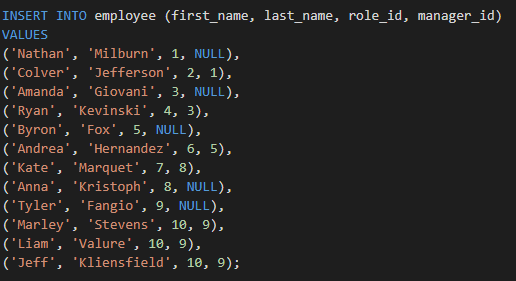 INSERT INTO employee (first_name, last_name, role_id, manager_id)
VALUES
('Nathan', 'Milburn', 1, NULL),
('Colver', 'Jefferson', 2, 1),
('Amanda', 'Giovani', 3, NULL),
('Ryan', 'Kevinski', 4, 3),
('Byron', 'Fox', 5, NULL),
('Andrea', 'Hernandez', 6, 5),
('Kate', 'Marquet', 7, 8),
('Anna', 'Kristoph', 8, NULL),
('Tyler', 'Fangio', 9, NULL),
('Marley', 'Stevens', 10, 9),
('Liam', 'Valure', 10, 9),
('Jeff', 'Kliensfield', 10, 9);